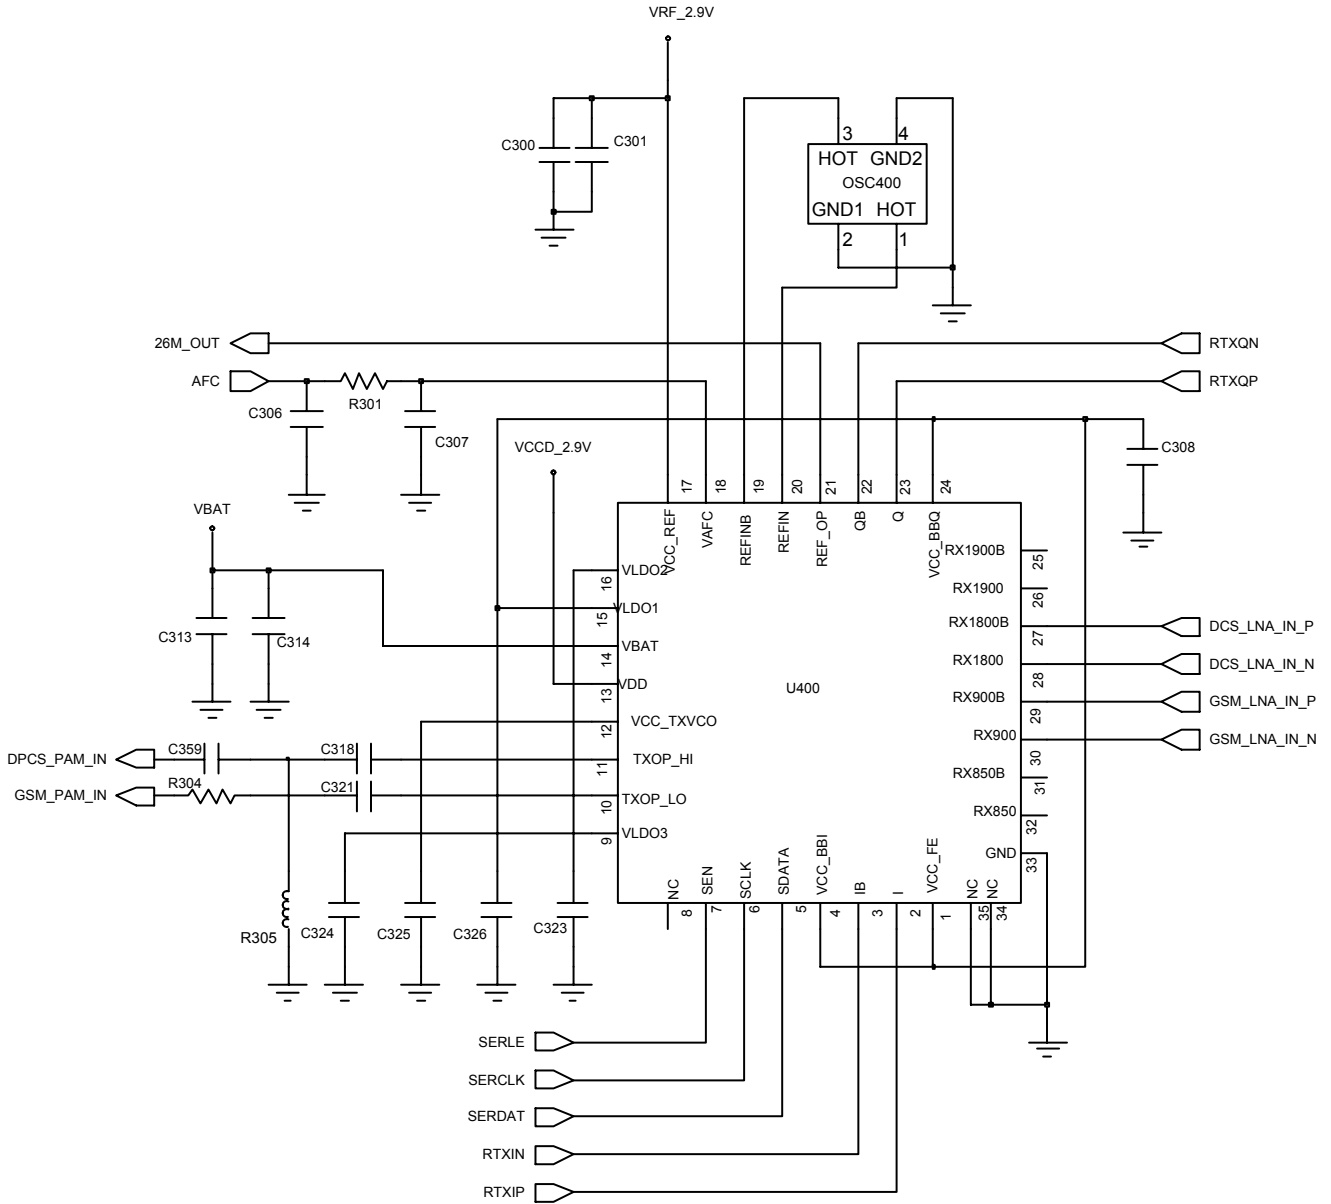 VRF_2.9V
C300
C301
3
4
HOT GND2
OSC400
GND1 HOT
2
1
26M_OUT
RTXQN
AFC
R301
RTXQP
C306
C307
VCCD_2.9V
C308
VBAT
17
18
19
20
21
22
23
24
VCC_REF
VAFC
REFINB
REFIN
REF_OP
QB
Q
VCC_BBQ
C313
C314
16
VLDO2
15
VLDO1
14
VBAT
13
VDD
12
VCC_TXVCO
11
TXOP_HI
10
TXOP_LO
9
VLDO3
U400
RX1900B
25
RX1900
26
RX1800B
27
DCS_LNA_IN_P
RX1800
28
DCS_LNA_IN_N
RX900B
29
GSM_LNA_IN_P
RX900
30
GSM_LNA_IN_N
RX850B
31
RX850
32
GND
33
DPCS_PAM_IN
C359
C318
GSM_PAM_IN
R304
C321
NC
SEN
SCLK
SDATA
VCC_BBI
IB
I
VCC_FE
NC
NC
8
7
6
5
4
3
2
1
35
34
R305
C324
C325
C326
C323
SERLE
SERCLK
SERDAT
RTXIN
RTXIP